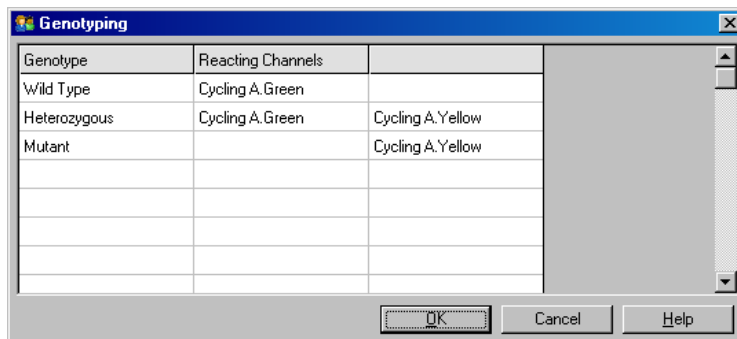 Genotyping
Genotype Reacting Channels
Wild Type Cycling A.Green
Heterozygous Cycling A.Green Cycling A.Yellow
Mutant Cycling A.Yellow
OK Cancel Help